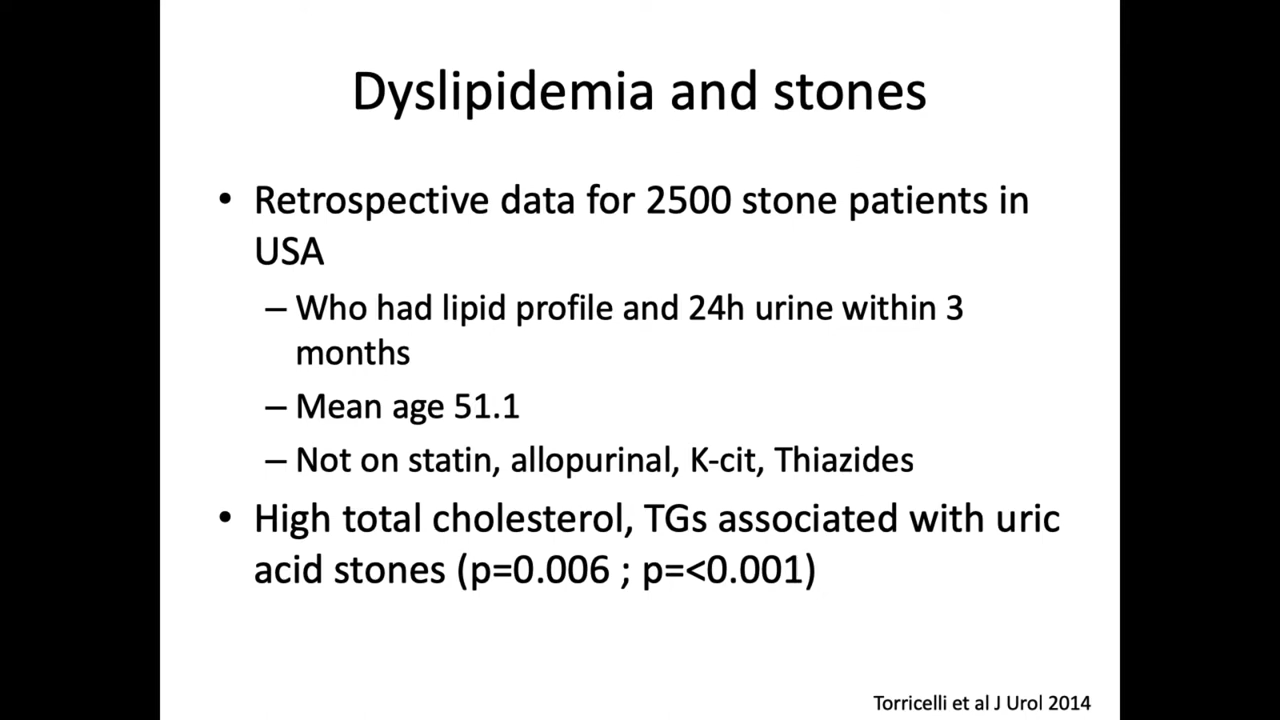 Dyslipidemia and stones
• Retrospective data for 2500 stone patients in
USA
– Who had lipid profile and 24h urine within 3
months
– Mean age 51.1
– Not on statin, allopurinal, K-cit, Thiazides
• High total cholesterol, TGs associated with uric
acid stones (p=0.006 ; p=<0.001)
Torricelli et al J Urol 2014